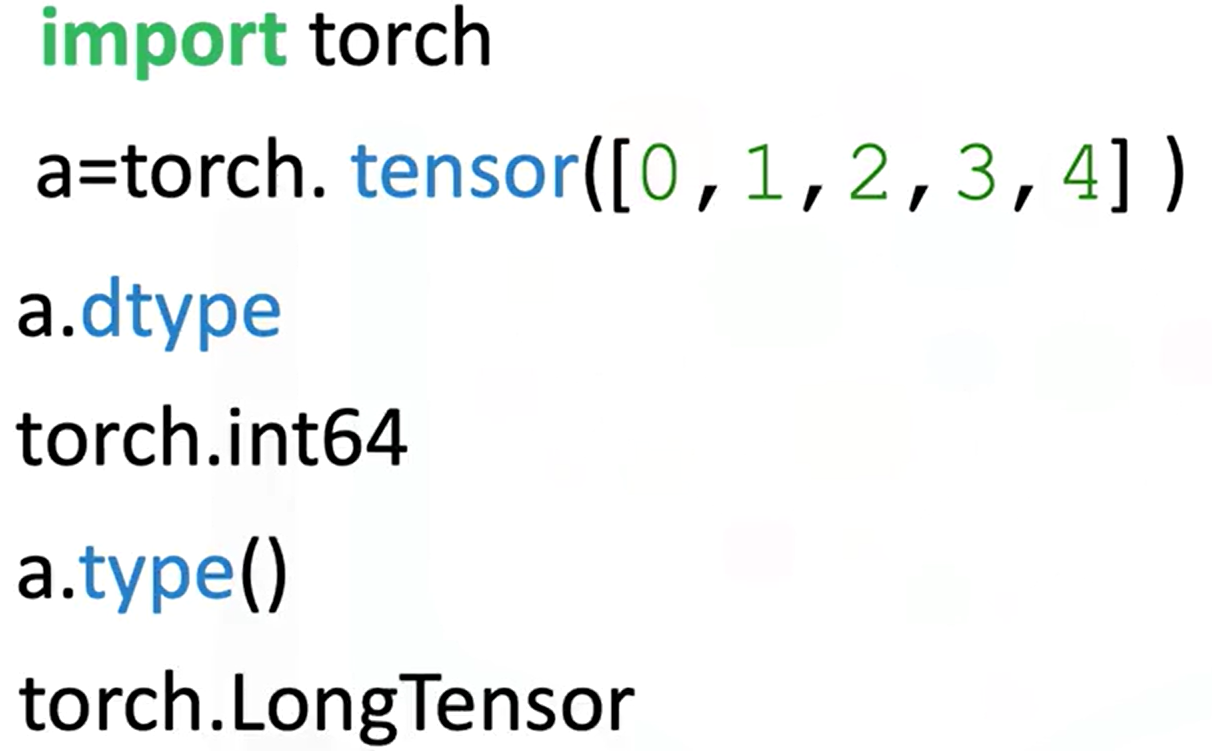 import torch
a=torch. tensor([0,1,2,3,4] )
a.dtype
torch.int64
a.type()
torch.LongTensor